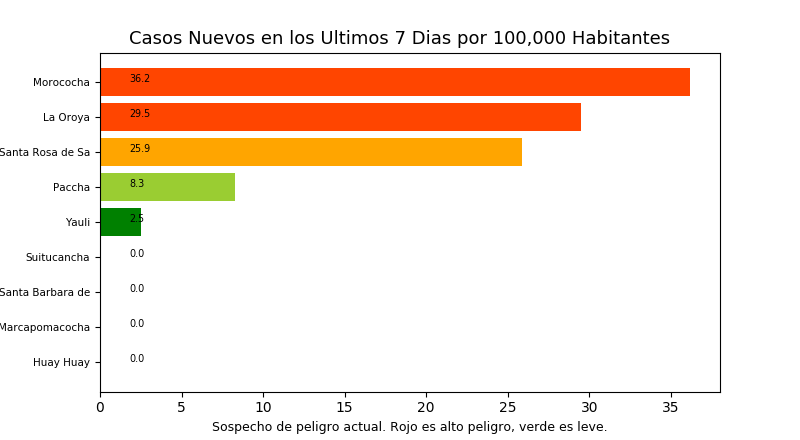 Casos Nuevos en los Ultimos 7 Dias por 100,000 Habitantes
Morococha 36.2
La Oroya 29.5
Santa Rosa de Sa 25.9
Paccha 8.3
Yauli 2.5
Suitucancha 0.0
Santa Barbara de 0.0
Marcapomacocha 0.0
Huay Huay 0.0
0 5 10 15 20 25 30 35
Sospecho de peligro actual. Rojo es alto peligro, verde es leve.